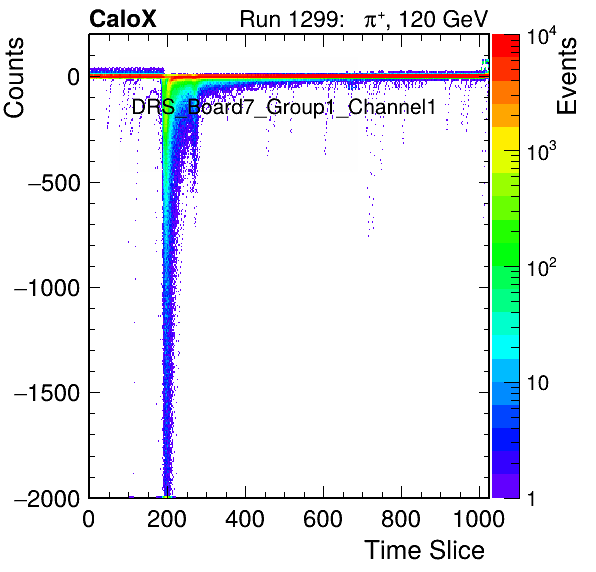 CaloX Run 1299: π⁺, 120 GeV
Counts
Events
0
−500
−1000
−1500
−2000
DRS_Board7_Group1_Channel1
10⁴
10³
10²
10
1
0 200 400 600 800 1000
Time Slice